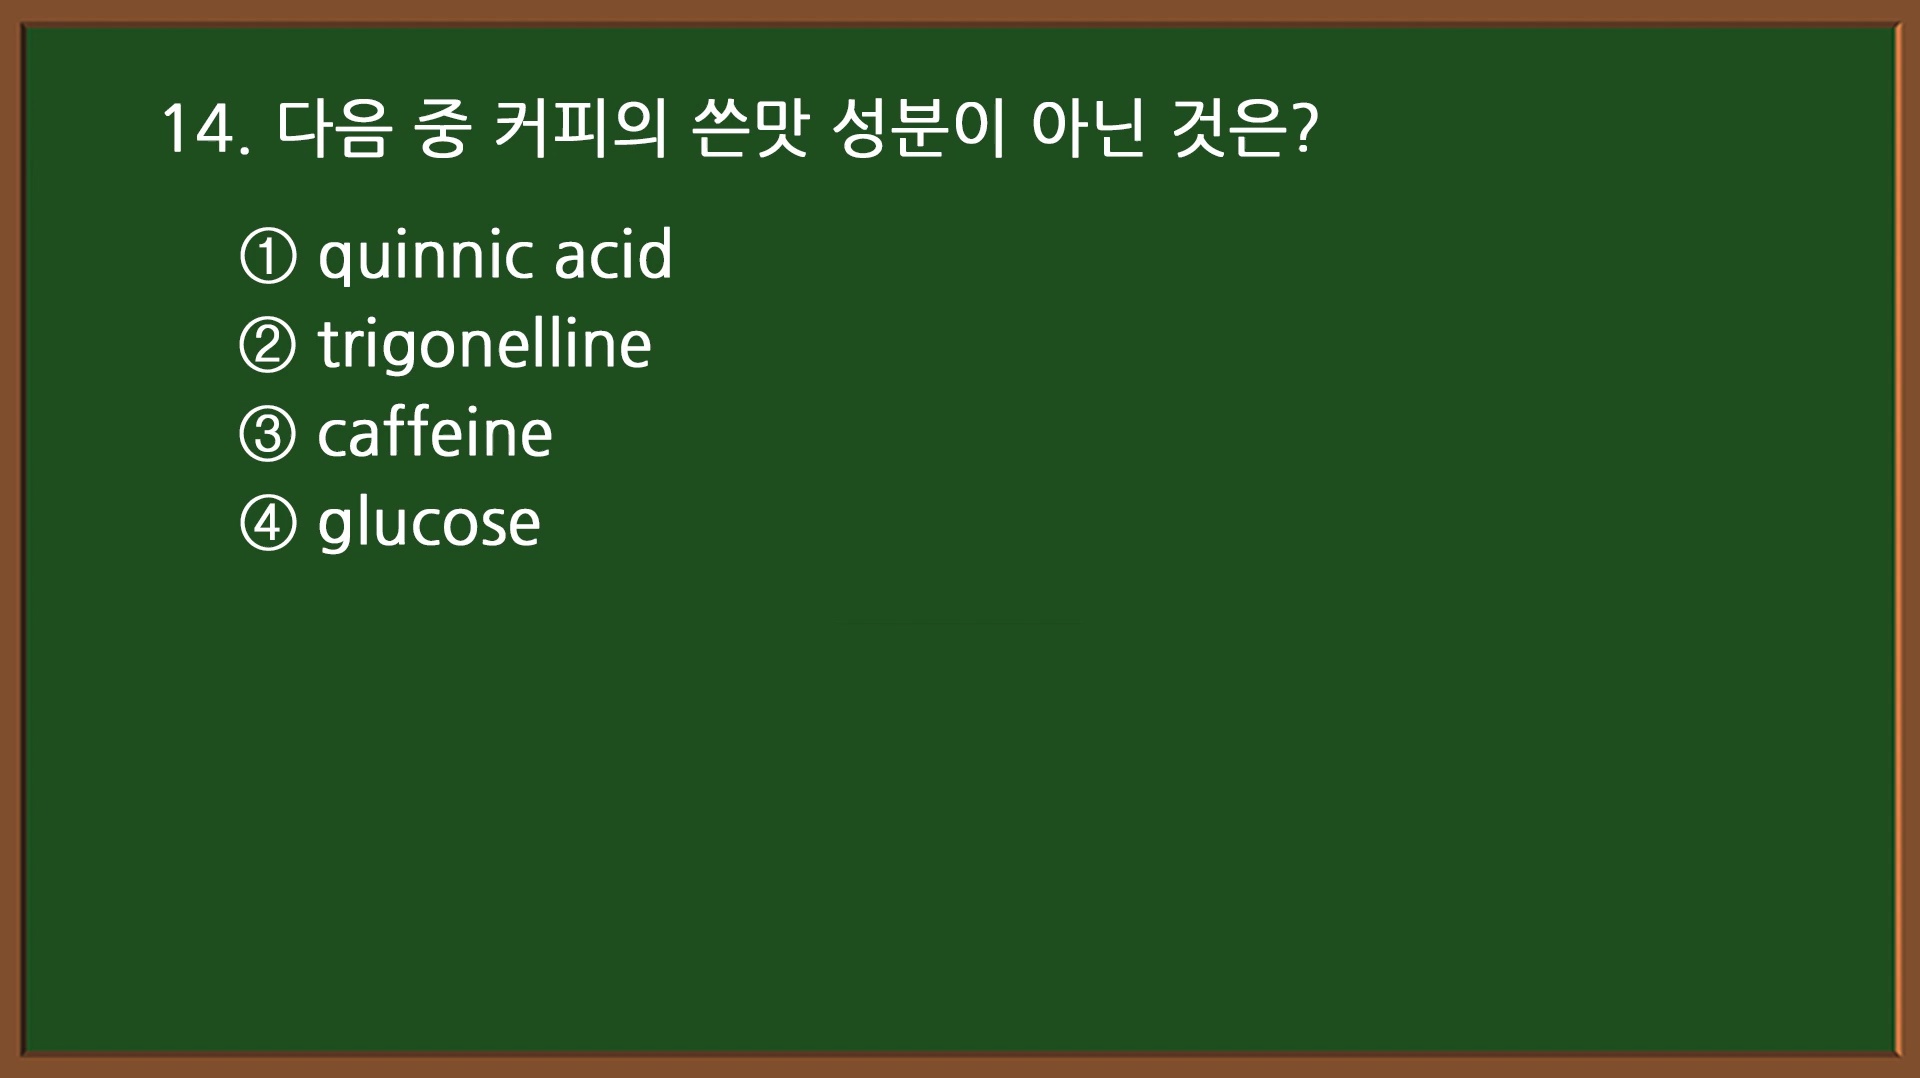 14. 다음 중 커피의 쓴맛 성분이 아닌 것은?
① quinnic acid
② trigonelline
③ caffeine
④ glucose